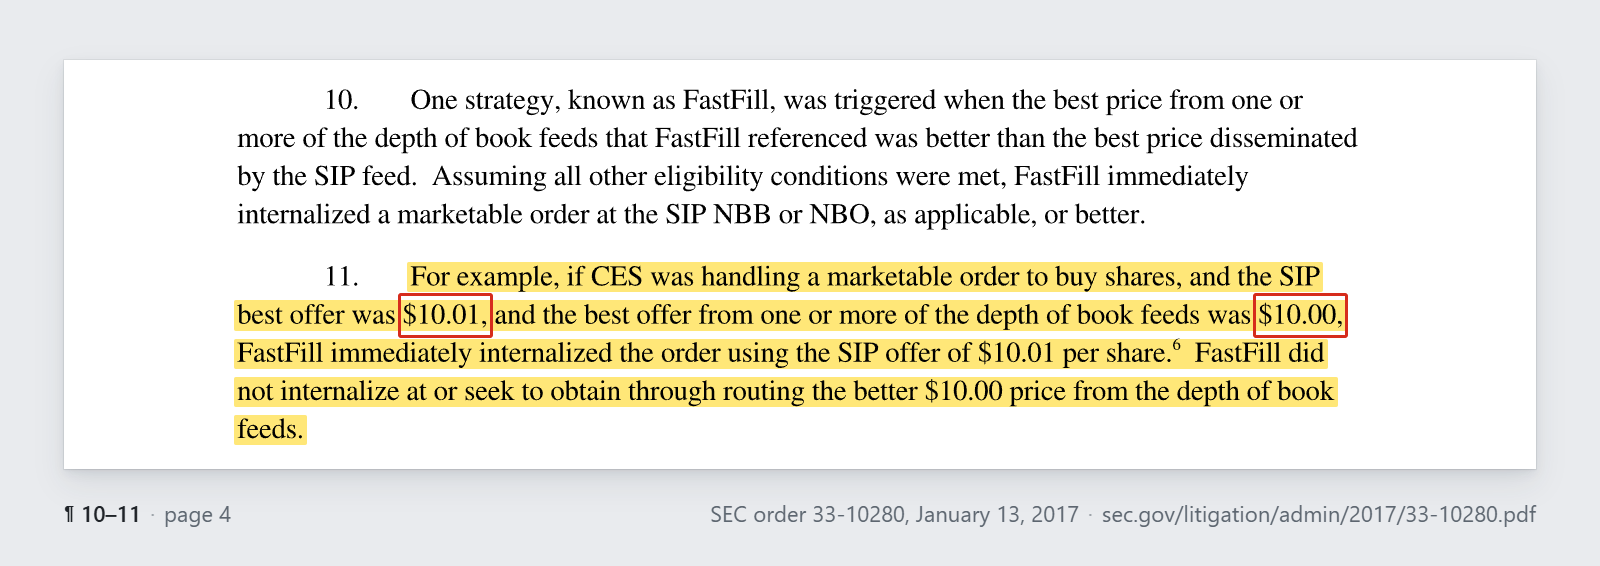 10. One strategy, known as FastFill, was triggered when the best price from one or
more of the depth of book feeds that FastFill referenced was better than the best price disseminated
by the SIP feed. Assuming all other eligibility conditions were met, FastFill immediately
internalized a marketable order at the SIP NBB or NBO, as applicable, or better.
11. For example, if CES was handling a marketable order to buy shares, and the SIP
best offer was $10.01, and the best offer from one or more of the depth of book feeds was $10.00,
FastFill immediately internalized the order using the SIP offer of $10.01 per share.⁶ FastFill did
not internalize at or seek to obtain through routing the better $10.00 price from the depth of book
feeds.
¶ 10–11 · page 4
SEC order 33-10280, January 13, 2017 · sec.gov/litigation/admin/2017/33-10280.pdf